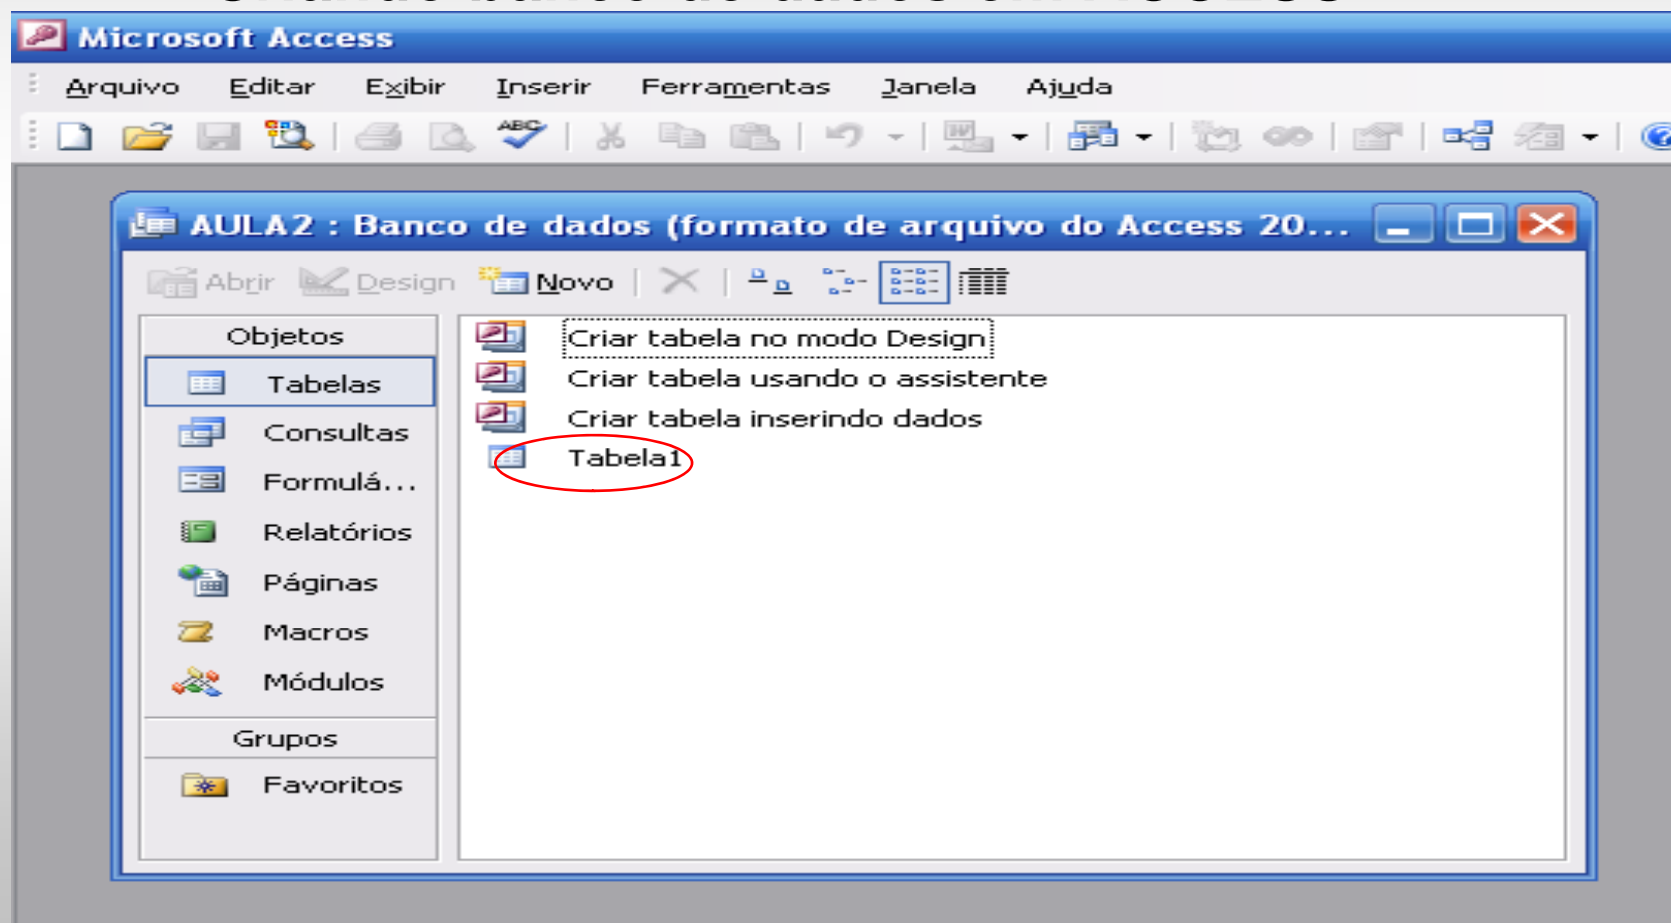 Microsoft Access
Arquivo Editar Exibir Inserir Ferramentas Janela Ajuda
ABC
AULA2 : Banco de dados (formato de arquivo do Access 20...
Abrir Design Novo
Objetos
Tabelas
Consultas
Formulá...
Relatórios
Páginas
Macros
Módulos
Grupos
Favoritos
Criar tabela no modo Design
Criar tabela usando o assistente
Criar tabela inserindo dados
Tabela1